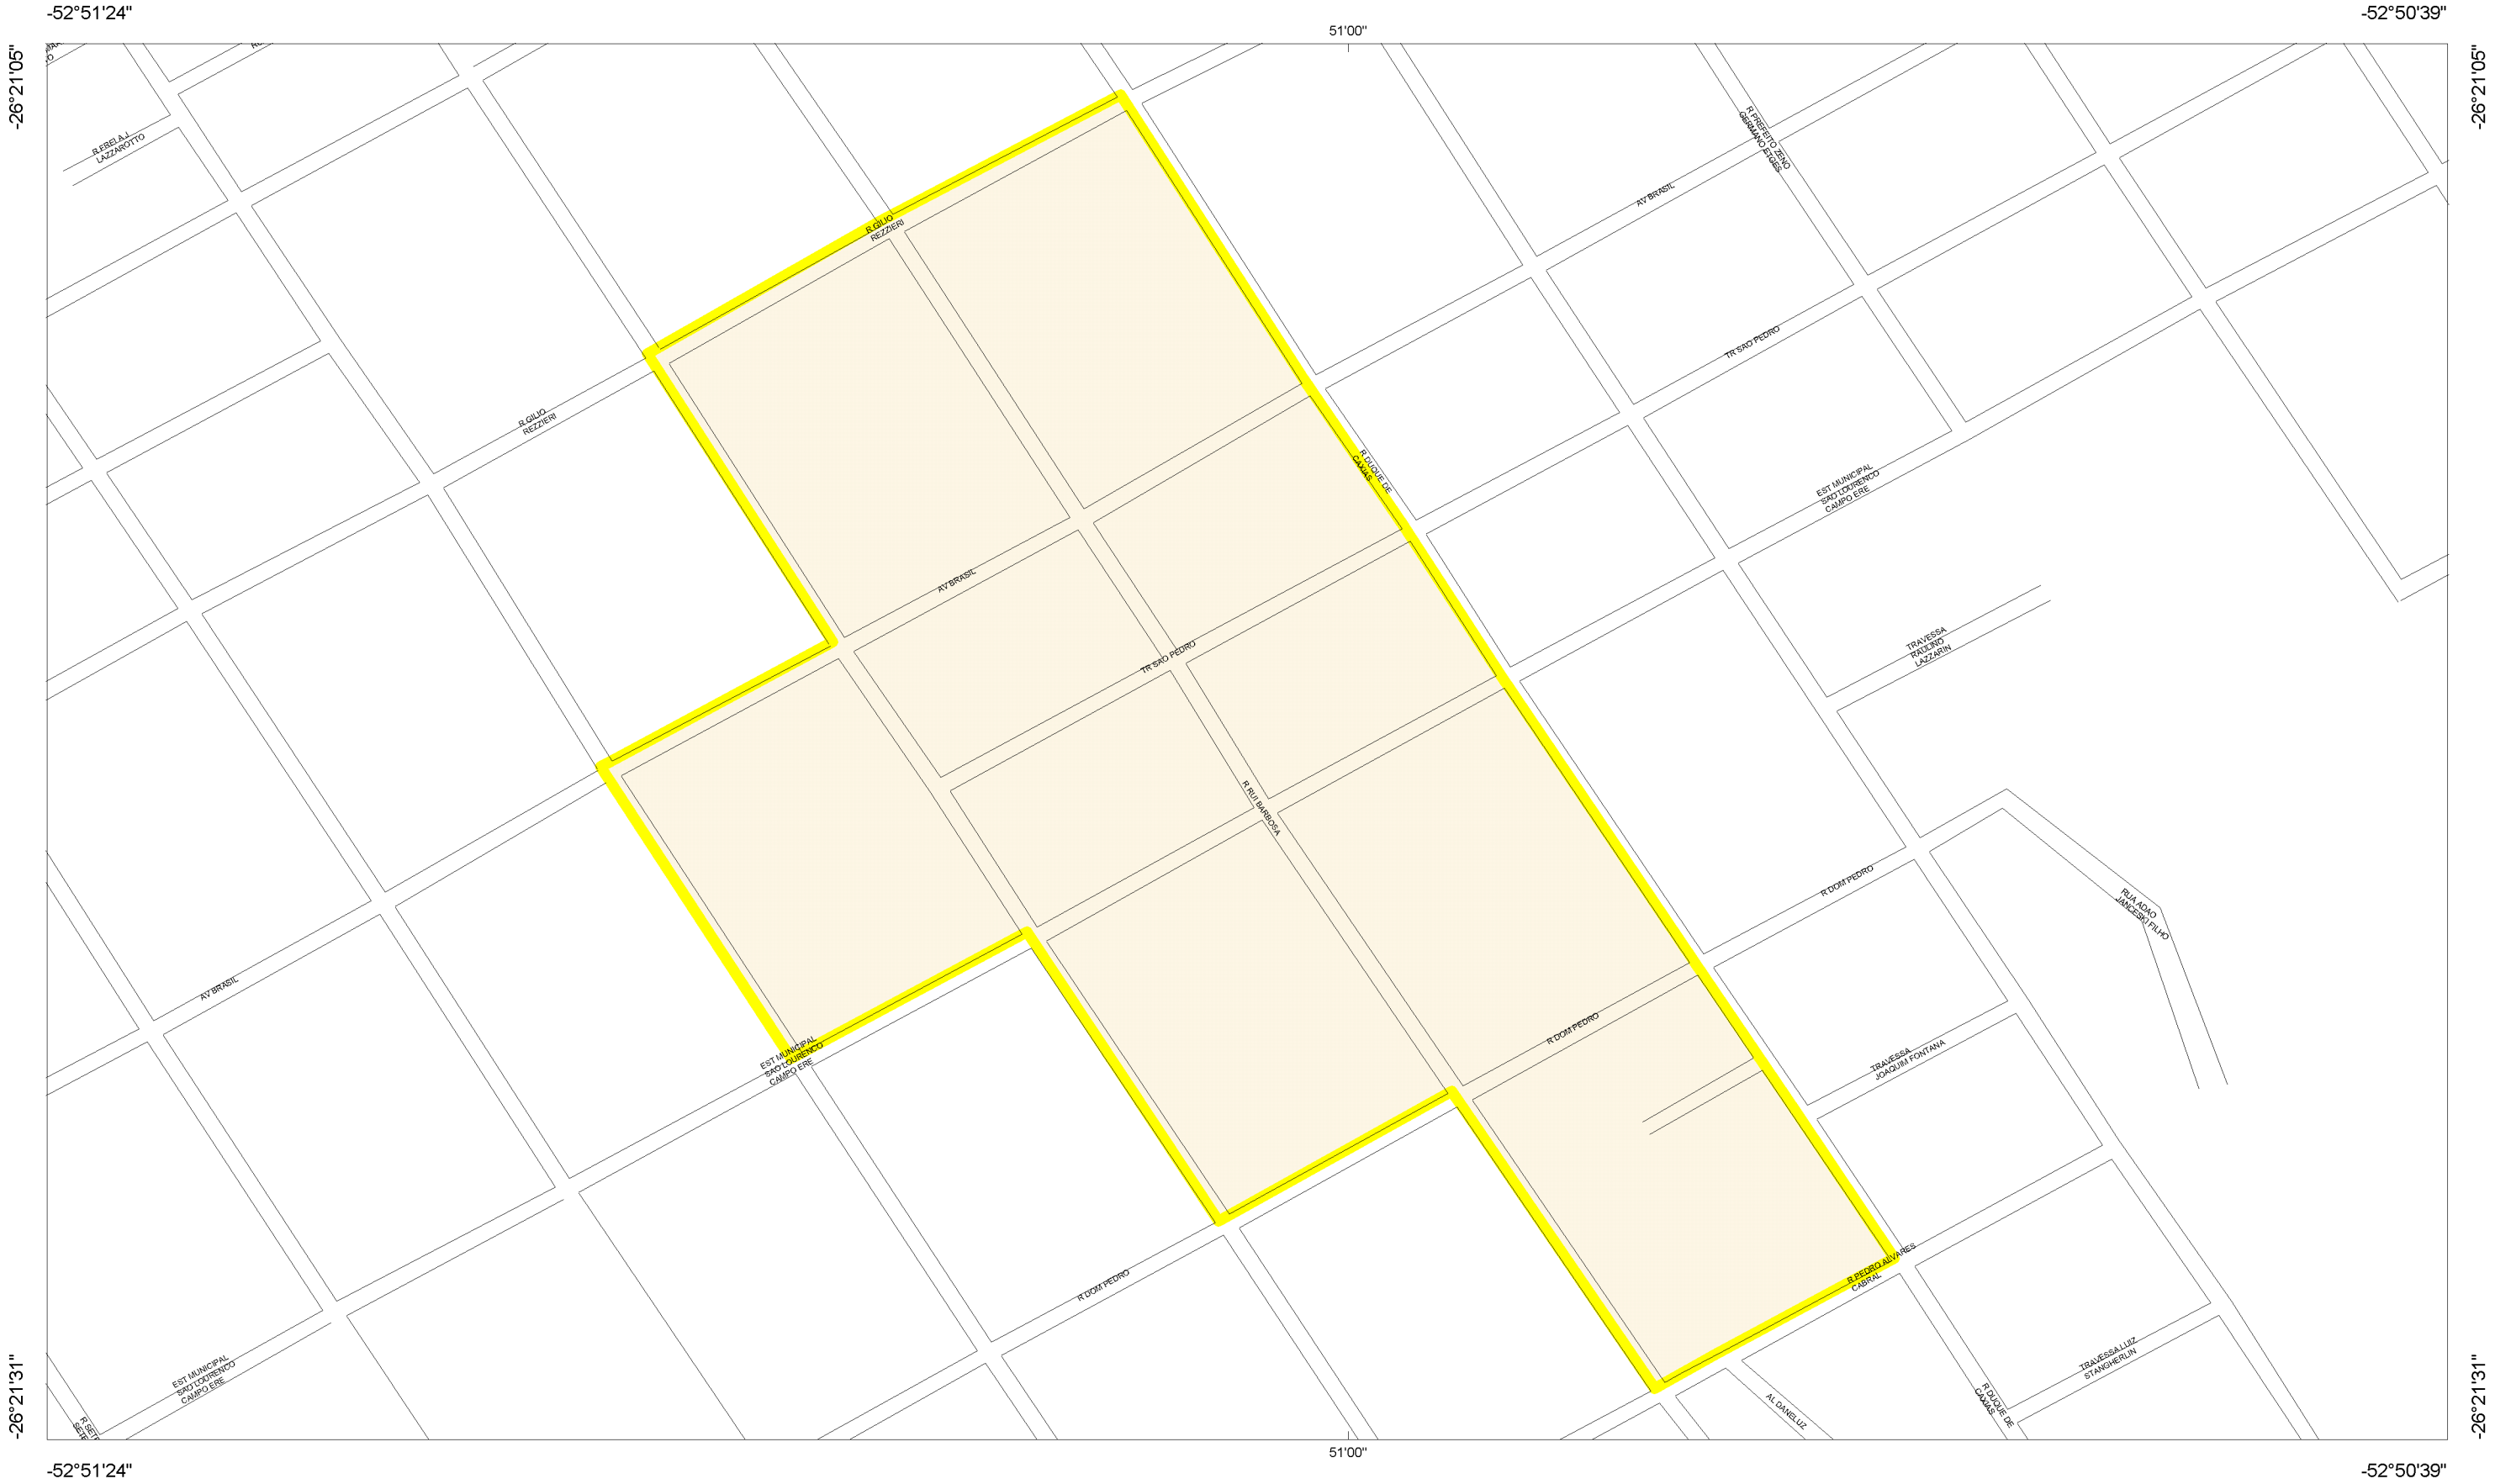 -52°51'24"
-52°50'39"
51'00"
-26°21'05"
-26°21'05"
R PREFEITO ZENO
GERMANO ETGES
R ERELAJ
LAZZAROTTO
AV BRASIL
R GILIO
REZZIERI
TR SAO PEDRO
R GILIO
REZZIERI
R DUQUE DE
CAXIAS
EST MUNICIPAL
SAO LOURENCO
CAMPO ERE
AV BRASIL
TRAVESSA
RAULINO
LAZZARIN
TR SAO PEDRO
R RUI BARBOSA
R DOM PEDRO
RUA ADAO
JANCESKI FILHO
AV BRASIL
R DOM PEDRO
EST MUNICIPAL
SAO LOURENCO
CAMPO ERE
TRAVESSA
JOAQUIM FONTANA
R PEDRO ALVARES
CABRAL
R DOM PEDRO
TRAVESSA LUIZ
STANGHERLIN
EST MUNICIPAL
SAO LOURENCO
CAMPO ERE
R DUQUE DE
CAXIAS
AL DANELUZ
R SETE
SETE
-26°21'31"
-26°21'31"
51'00"
-52°51'24"
-52°50'39"